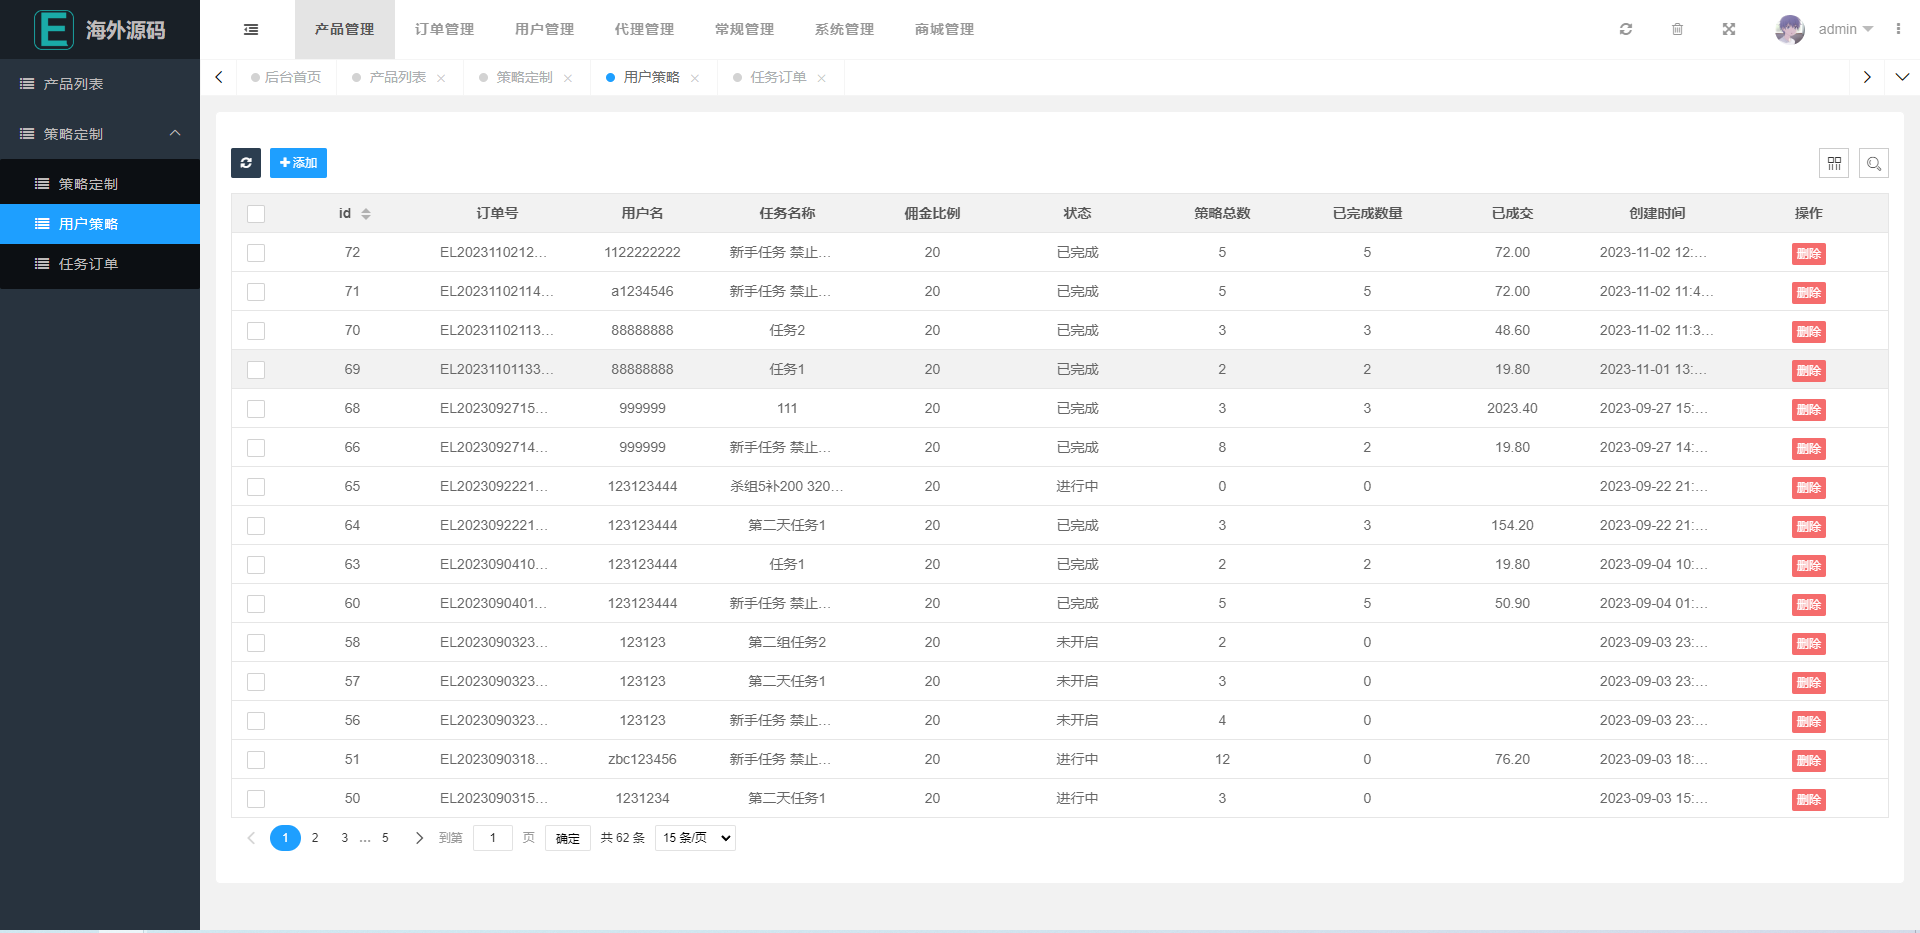 E 海外源码
产品管理 订单管理 用户管理 代理管理 常规管理 系统管理 商城管理 admin
后台首页 产品列表 策略定制 用户策略 任务订单
产品列表
策略定制
策略定制
用户策略
任务订单
添加
id 订单号 用户名 任务名称 佣金比例 状态 策略总数 已完成数量 已成交 创建时间 操作
72 EL2023110212... 1122222222 新手任务 禁止... 20 已完成 5 5 72.00 2023-11-02 12:... 删除
71 EL20231102114... a1234546 新手任务 禁止... 20 已完成 5 5 72.00 2023-11-02 11:4... 删除
70 EL20231102113... 88888888 任务2 20 已完成 3 3 48.60 2023-11-02 11:3... 删除
69 EL20231101133... 88888888 任务1 20 已完成 2 2 19.80 2023-11-01 13:... 删除
68 EL2023092715... 999999 111 20 已完成 3 3 2023.40 2023-09-27 15:... 删除
66 EL2023092714... 999999 新手任务 禁止... 20 已完成 8 2 19.80 2023-09-27 14:... 删除
65 EL2023092221... 123123444 杀组5补200 320... 20 进行中 0 0 2023-09-22 21:... 删除
64 EL2023092221... 123123444 第二天任务1 20 已完成 3 3 154.20 2023-09-22 21:... 删除
63 EL2023090410... 123123444 任务1 20 已完成 2 2 19.80 2023-09-04 10:... 删除
60 EL2023090401... 123123444 新手任务 禁止... 20 已完成 5 5 50.90 2023-09-04 01:... 删除
58 EL2023090323... 123123 第二组任务2 20 未开启 2 0 2023-09-03 23:... 删除
57 EL2023090323... 123123 第二天任务1 20 未开启 3 0 2023-09-03 23:... 删除
56 EL2023090323... 123123 新手任务 禁止... 20 未开启 4 0 2023-09-03 23:... 删除
51 EL2023090318... zbc123456 新手任务 禁止... 20 进行中 12 0 76.20 2023-09-03 18:... 删除
50 EL2023090315... 1231234 第二天任务1 20 进行中 3 0 2023-09-03 15:... 删除
1 2 3 ... 5 到第 1 页 确定 共 62 条 15 条/页